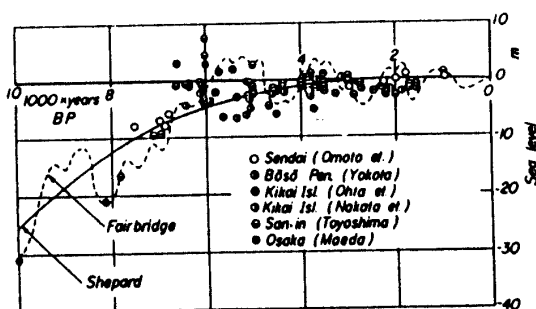 10
m
0
-10
Sea level
-20
-30
-40
10
8
4
2
0
1000 x years
BP
Fairbridge
Shepard
Sendai (Omoto et.)
Bōsō Pen. (Yokota)
Kikai Isl. (Ohta et.)
Kikai Isl. (Nakata et.)
San-in (Toyoshima)
Osaka (Maeda)